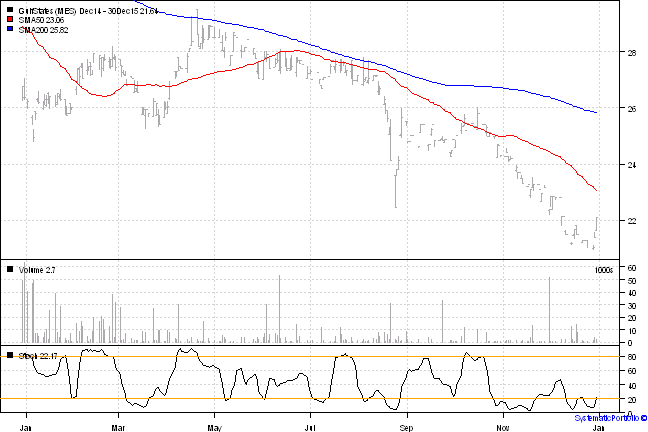 GulfStates (MES) Dec14 - 30Dec15 21.64
SMA50 23.06
SMA200 25.82
28
26
24
22
Volume 2.7
1000s
60
50
40
30
20
10
0
Stoch 22.17
80
60
40
20
0
SystematicPortfolio ©
Jan Mar May Jul Sep Nov Jan